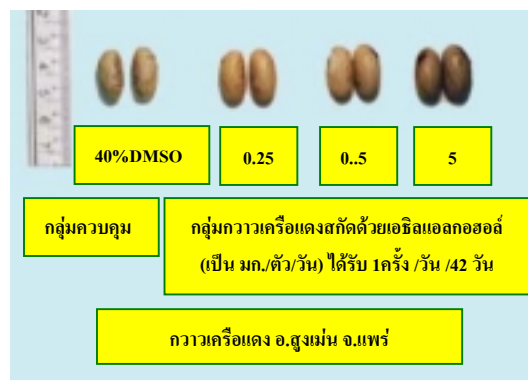 40%DMSO
0.25
0..5
5
กลุ่มควบคุม
กลุ่มกวาวเครือแดงสกัดด้วยเอธิลแอลกอฮอล์
(เป็น มก./ตัว/วัน) ได้รับ 1ครั้ง /วัน /42 วัน
กวาวเครือแดง อ.สูงเม่น จ.แพร่